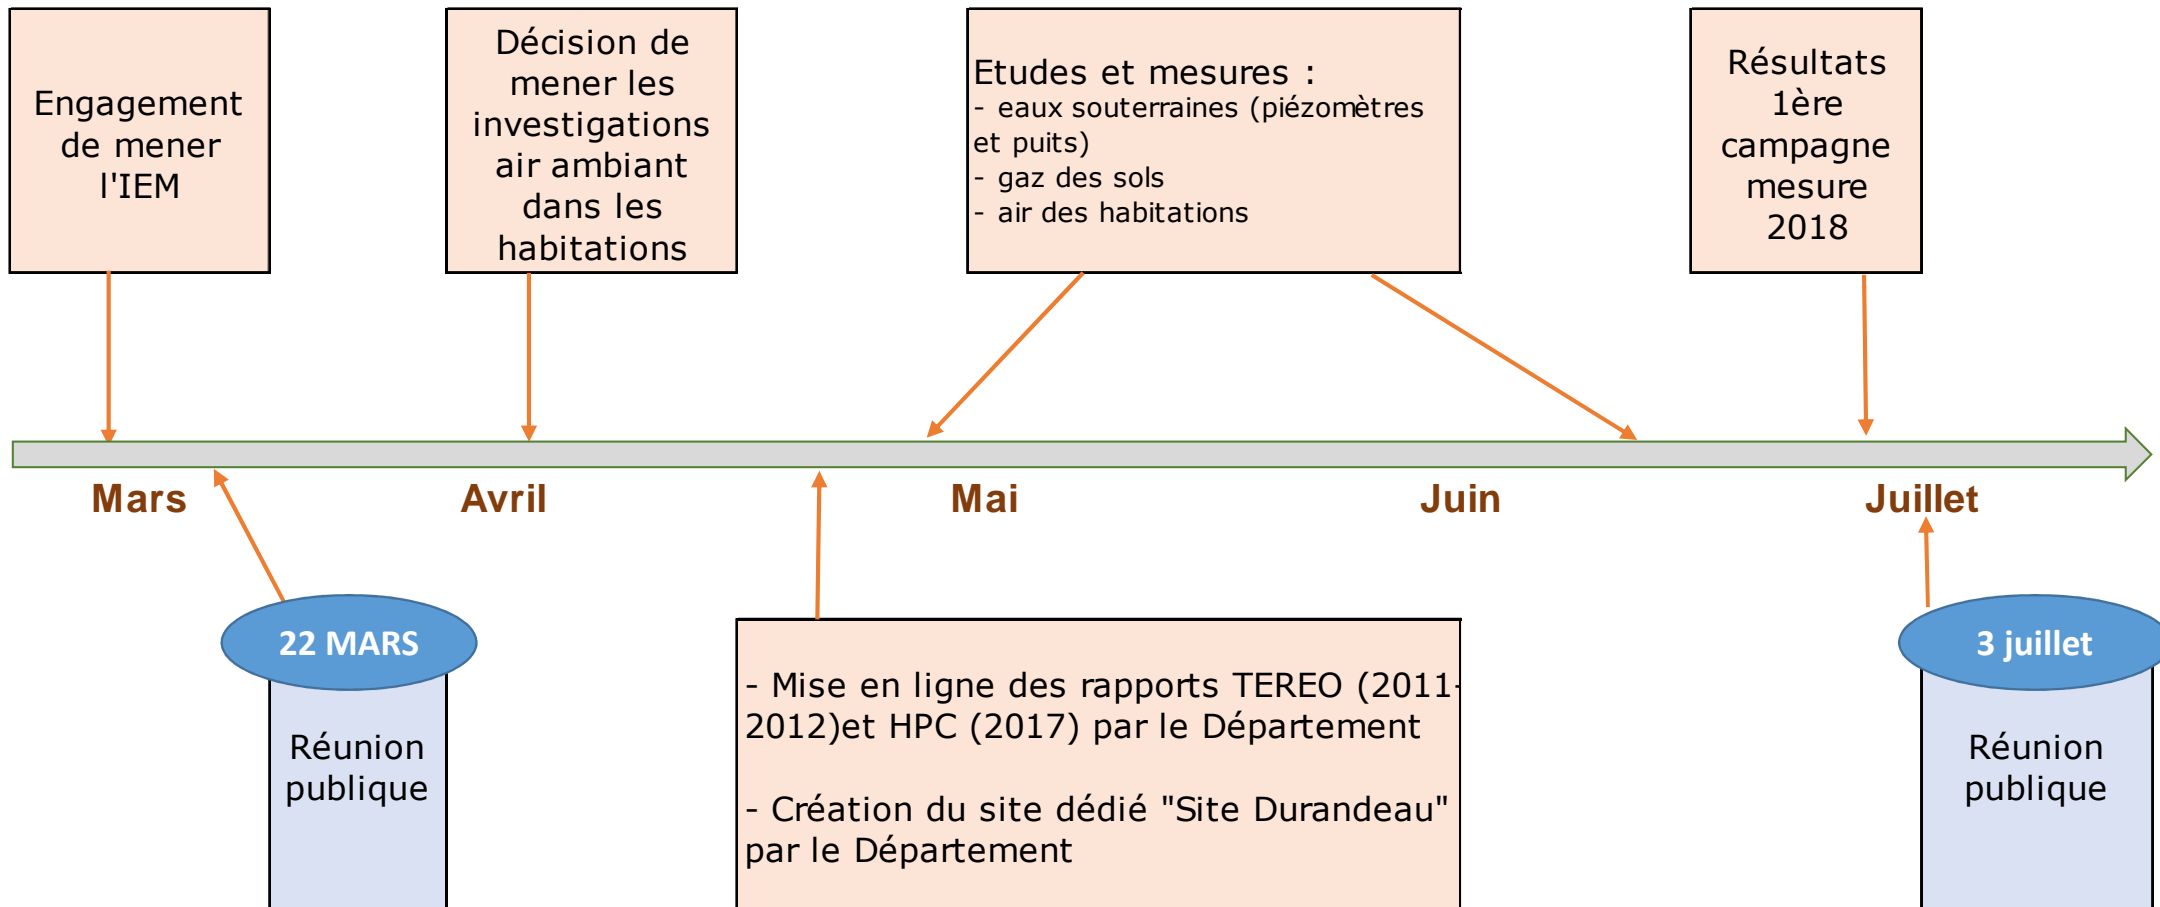 Engagement
de mener
l'IEM
Décision de
mener les
investigations
air ambiant
dans les
habitations
Etudes et mesures :
- eaux souterraines (piézomètres
et puits)
- gaz des sols
- air des habitations
Résultats
1ère
campagne
mesure
2018
Mars
Avril
Mai
Juin
Juillet
22 MARS
Réunion
publique
- Mise en ligne des rapports TEREO (2011-
2012)et HPC (2017) par le Département
- Création du site dédié "Site Durandeau"
par le Département
3 juillet
Réunion
publique